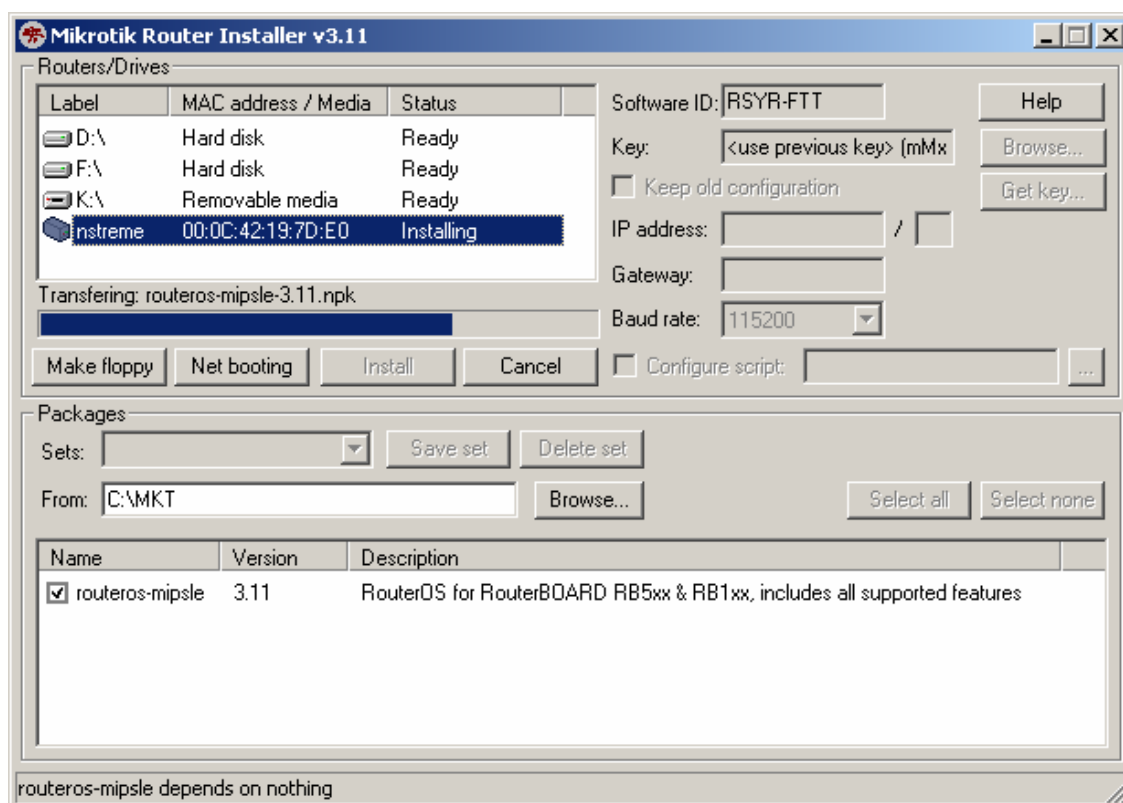 Mikrotik Router Installer v3.11
Routers/Drives
Label MAC address / Media Status
D:\ Hard disk Ready
F:\ Hard disk Ready
K:\ Removable media Ready
nstreme 00:0C:42:19:7D:E0 Installing
Transfering: routeros-mipsle-3.11.npk
Make floppy Net booting Install Cancel
Software ID: RSYR-FTT Help
Key: <use previous key> (mMx Browse...
Keep old configuration Get key...
IP address: /
Gateway:
Baud rate: 115200
Configure script: ...
Packages
Sets: Save set Delete set
From: C:\MKT Browse... Select all Select none
Name Version Description
routeros-mipsle 3.11 RouterOS for RouterBOARD RB5xx & RB1xx, includes all supported features
routeros-mipsle depends on nothing